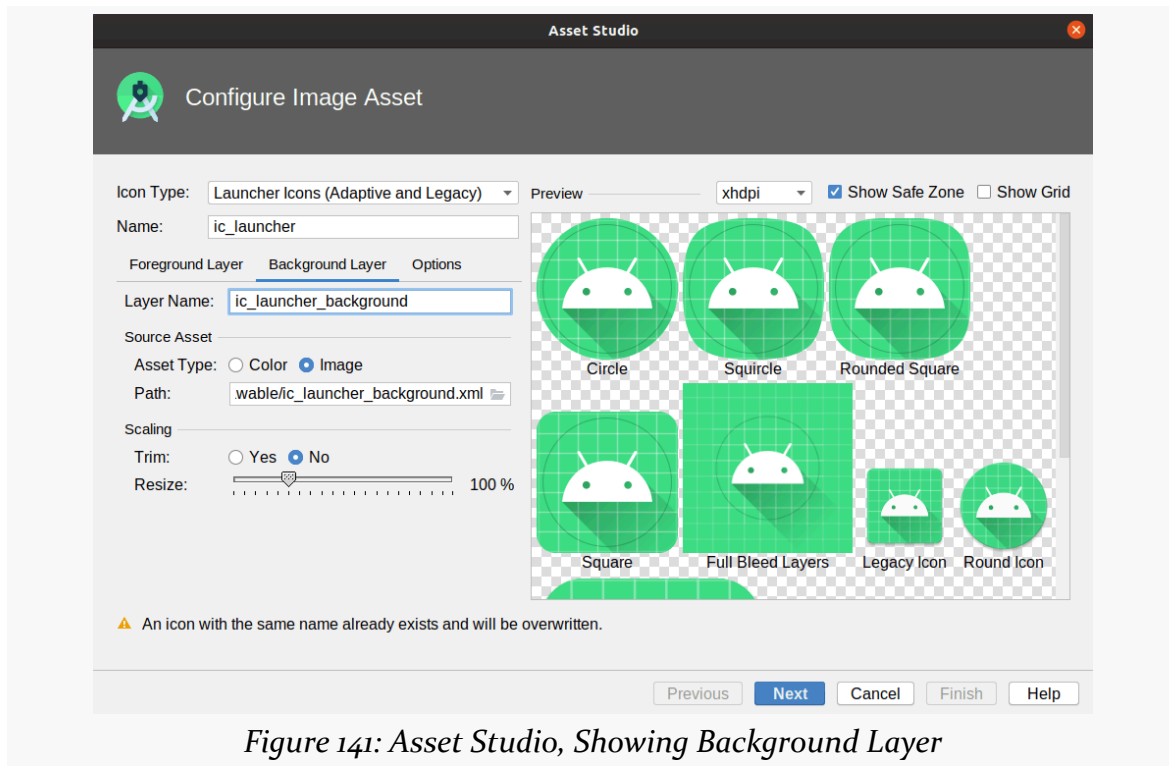 Asset Studio
Configure Image Asset
Icon Type: Launcher Icons (Adaptive and Legacy)
Name: ic_launcher
Foreground Layer Background Layer Options
Layer Name: ic_launcher_background
Source Asset
Asset Type: Color Image
Path: .wable/ic_launcher_background.xml
Scaling
Trim: Yes No
Resize: 100 %
Preview xhdpi Show Safe Zone Show Grid
Circle Squircle Rounded Square
Square Full Bleed Layers Legacy Icon Round Icon
An icon with the same name already exists and will be overwritten.
Previous Next Cancel Finish Help
Figure 141: Asset Studio, Showing Background Layer